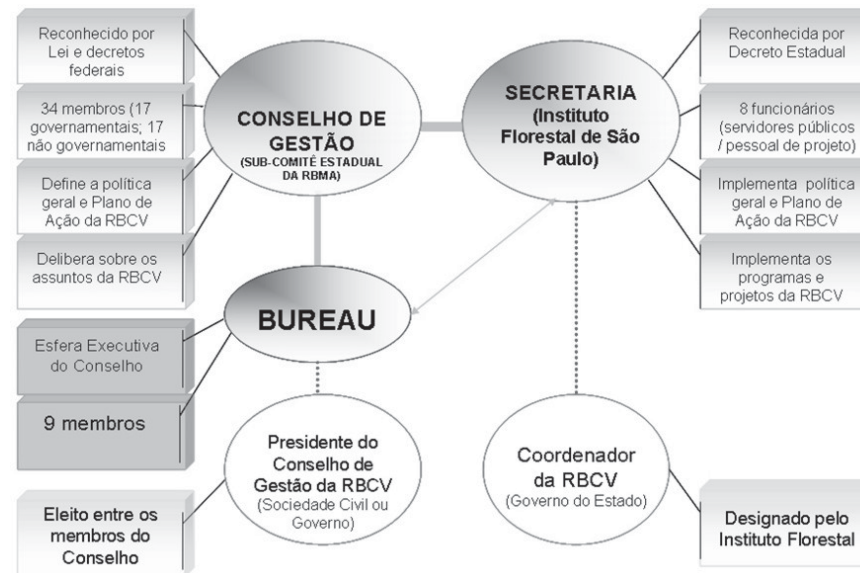 Reconhecido por
Lei e decretos
federais
34 membros (17
governamentais; 17
não governamentais
Define a política
geral e Plano de
Ação da RBCV
Delibera sobre os
assuntos da RBCV
Esfera Executiva
do Conselho
9 membros
Eleito entre os
membros do
Conselho
CONSELHO DE
GESTÃO
(SUB-COMITÊ ESTADUAL
DA RBMA)
BUREAU
Presidente do
Conselho de
Gestão da RBCV
(Sociedade Civil ou
Governo)
SECRETARIA
(Instituto
Florestal de São
Paulo)
Coordenador
da RBCV
(Governo do Estado)
Reconhecida por
Decreto Estadual
8 funcionários
(servidores públicos
/ pessoal de projeto)
Implementa política
geral e Plano de
Ação da RBCV
Implementa os
programas e
projetos da RBCV
Designado pelo
Instituto Florestal